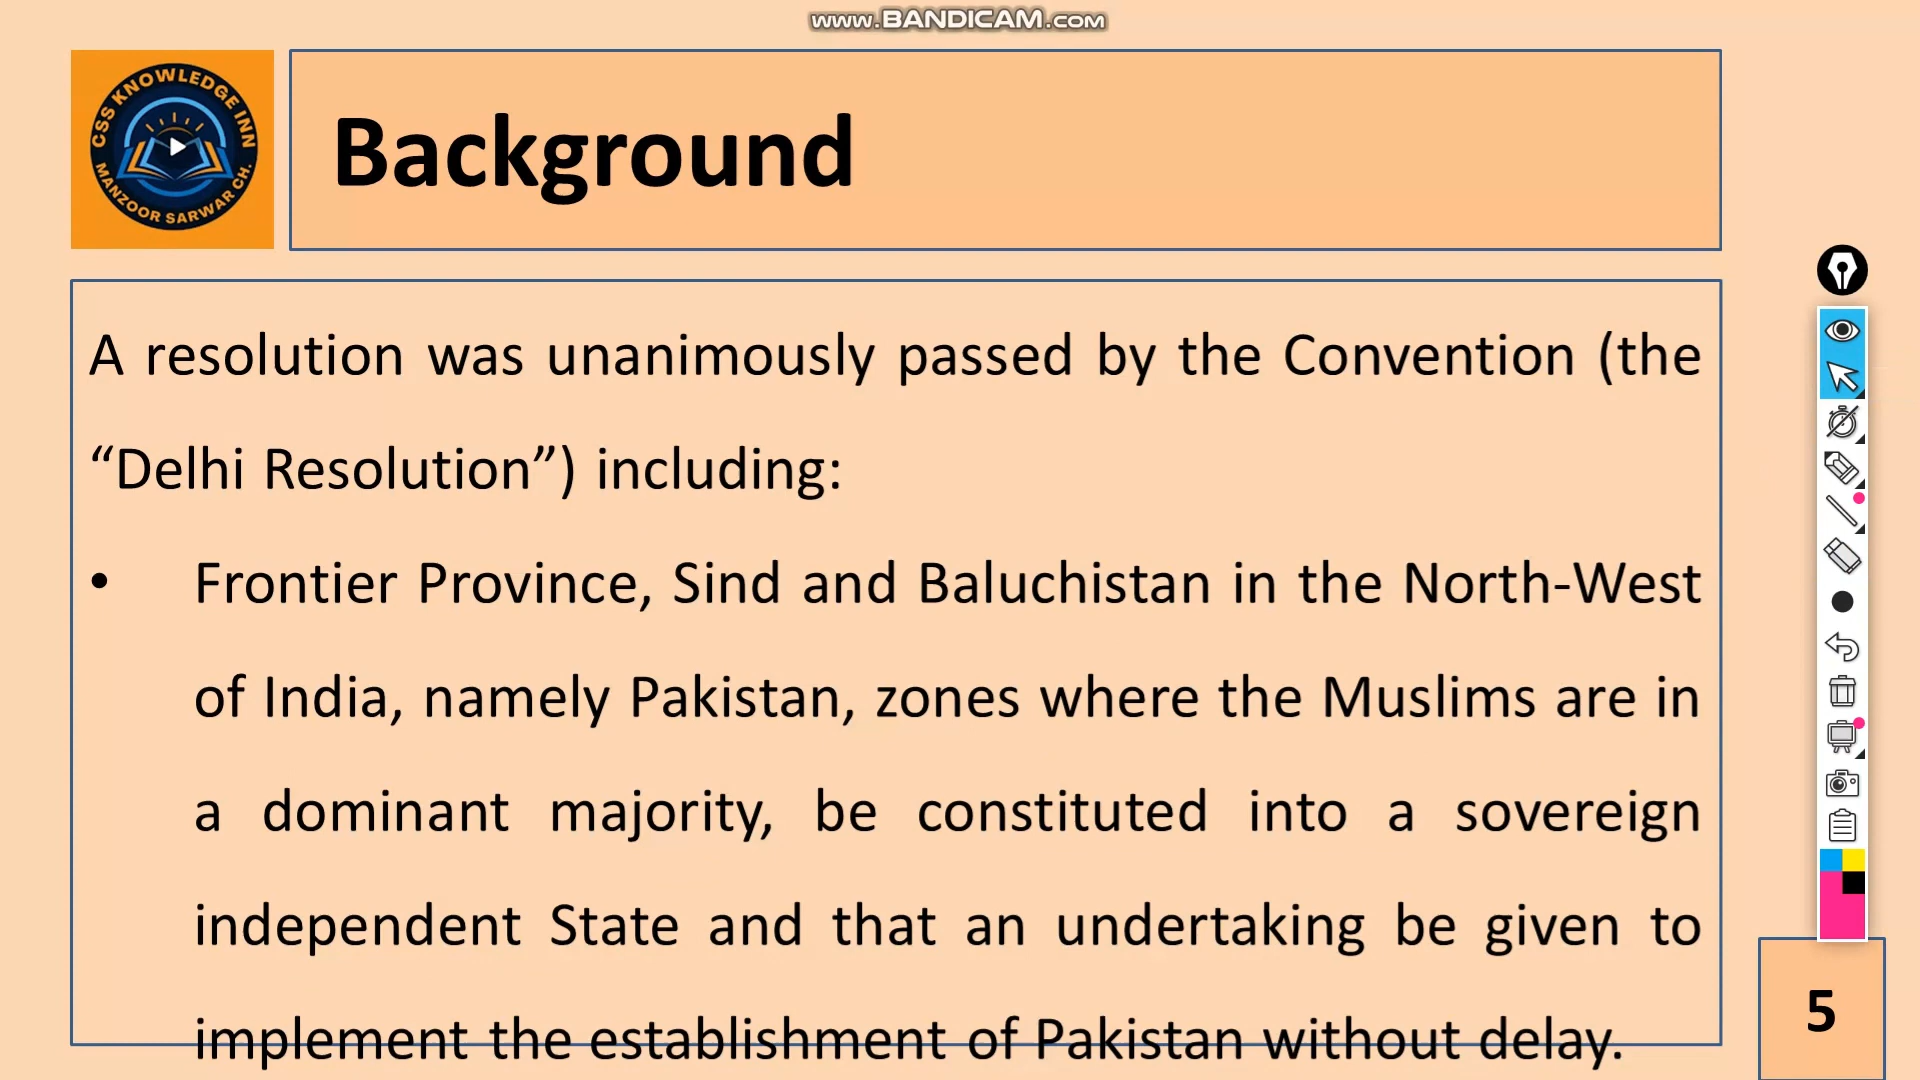 www.BANDICAM.com
CSS KNOWLEDGE INN
MANZOOR SARWAR CH.
Background
A resolution was unanimously passed by the Convention (the
“Delhi Resolution”) including:
• Frontier Province, Sind and Baluchistan in the North-West
of India, namely Pakistan, zones where the Muslims are in
a dominant majority, be constituted into a sovereign
independent State and that an undertaking be given to
implement the establishment of Pakistan without delay.
5